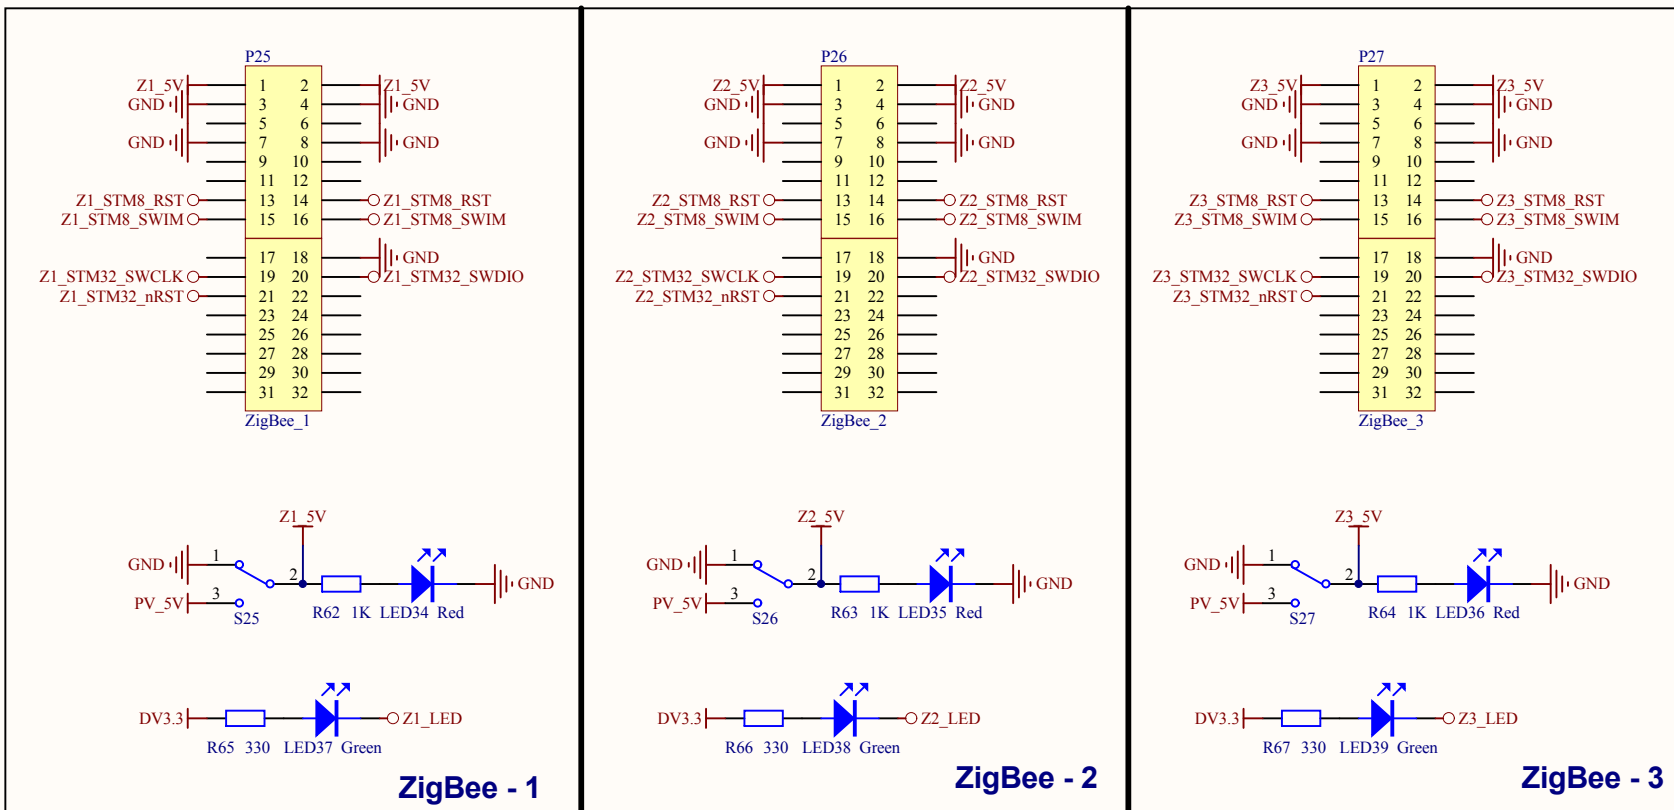 P25
Z1_5V 1 2 Z1_5V
GND 3 4 GND
5 6
GND 7 8 GND
9 10
11 12
Z1_STM8_RST 13 14 Z1_STM8_RST
Z1_STM8_SWIM 15 16 Z1_STM8_SWIM
17 18 GND
Z1_STM32_SWCLK 19 20 Z1_STM32_SWDIO
Z1_STM32_nRST 21 22
23 24
25 26
27 28
29 30
31 32
ZigBee_1
Z1_5V
GND 1
2 GND
PV_5V 3
S25 R62 1K LED34 Red
DV3.3 Z1_LED
R65 330 LED37 Green
ZigBee - 1
P26
Z2_5V 1 2 Z2_5V
GND 3 4 GND
5 6
GND 7 8 GND
9 10
11 12
Z2_STM8_RST 13 14 Z2_STM8_RST
Z2_STM8_SWIM 15 16 Z2_STM8_SWIM
17 18 GND
Z2_STM32_SWCLK 19 20 Z2_STM32_SWDIO
Z2_STM32_nRST 21 22
23 24
25 26
27 28
29 30
31 32
ZigBee_2
Z2_5V
GND 1
2 GND
PV_5V 3
S26 R63 1K LED35 Red
DV3.3 Z2_LED
R66 330 LED38 Green
ZigBee - 2
P27
Z3_5V 1 2 Z3_5V
GND 3 4 GND
5 6
GND 7 8 GND
9 10
11 12
Z3_STM8_RST 13 14 Z3_STM8_RST
Z3_STM8_SWIM 15 16 Z3_STM8_SWIM
17 18 GND
Z3_STM32_SWCLK 19 20 Z3_STM32_SWDIO
Z3_STM32_nRST 21 22
23 24
25 26
27 28
29 30
31 32
ZigBee_3
Z3_5V
GND 1
2 GND
PV_5V 3
S27 R64 1K LED36 Red
DV3.3 Z3_LED
R67 330 LED39 Green
ZigBee - 3